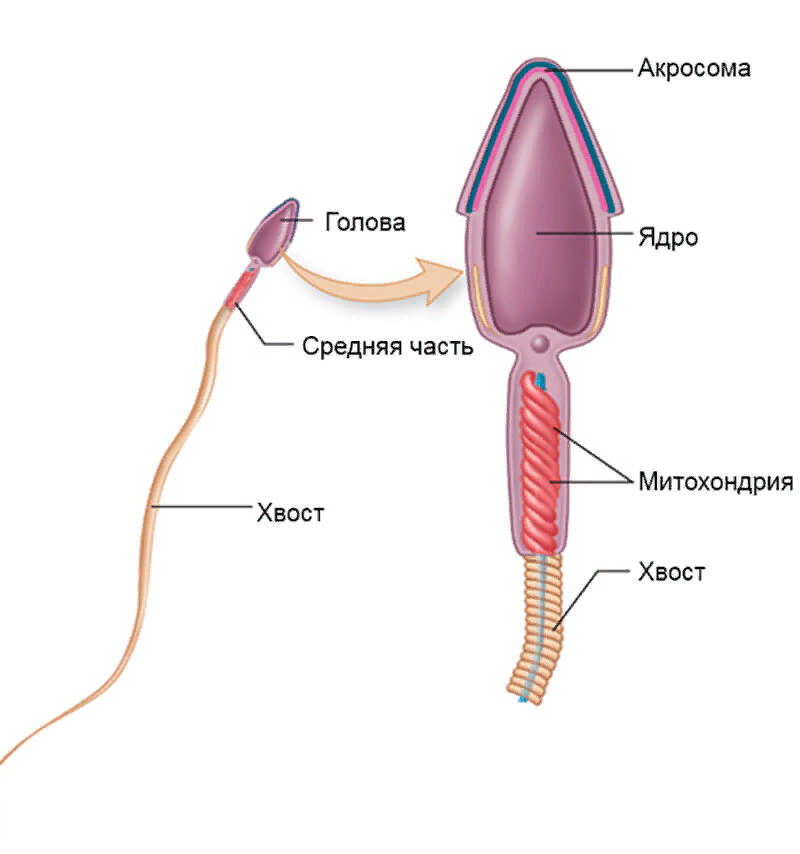 Акросома
Голова
Ядро
Средняя часть
Митохондрия
Хвост
Хвост